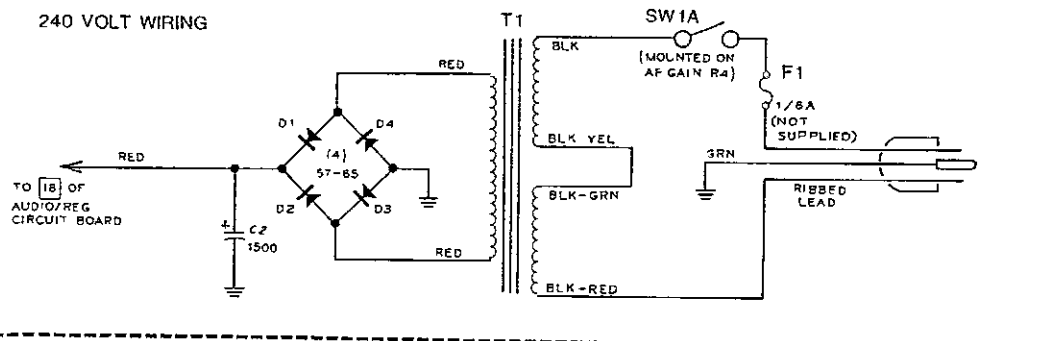 240 VOLT WIRING
T1
SW1A
BLK
(MOUNTED ON
AF GAIN R4)
F1
1/8A
(NOT
SUPPLIED)
RED
D1
D4
(4)
57-65
D2
D3
RED
TO 18 OF
AUDIO/REG
CIRCUIT BOARD
+
C2
1500
RED
BLK YEL
BLK-GRN
BLK-RED
GRN
RIBBED
LEAD